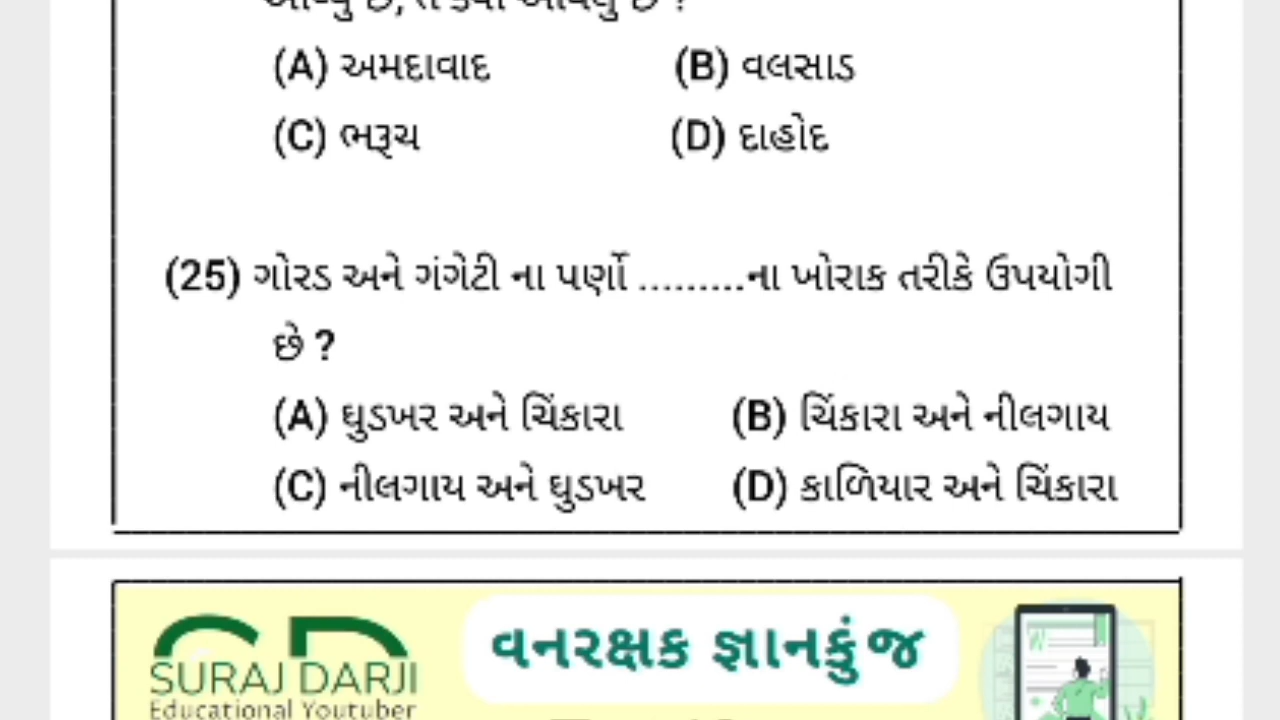 (A) અમદાવાદ (B) વલસાડ
(C) ભરૂચ (D) દાહોદ
(25) ગોરડ અને ગંગેટી ના પર્ણો .........ના ખોરાક તરીકે ઉપયોગી
છે ?
(A) ઘુડખર અને ચિંકારા (B) ચિંકારા અને નીલગાય
(C) નીલગાય અને ઘુડખર (D) કાળિયાર અને ચિંકારા
SURAJ DARJI
Educational Youtuber
વનરક્ષક જ્ઞાનકુંજ